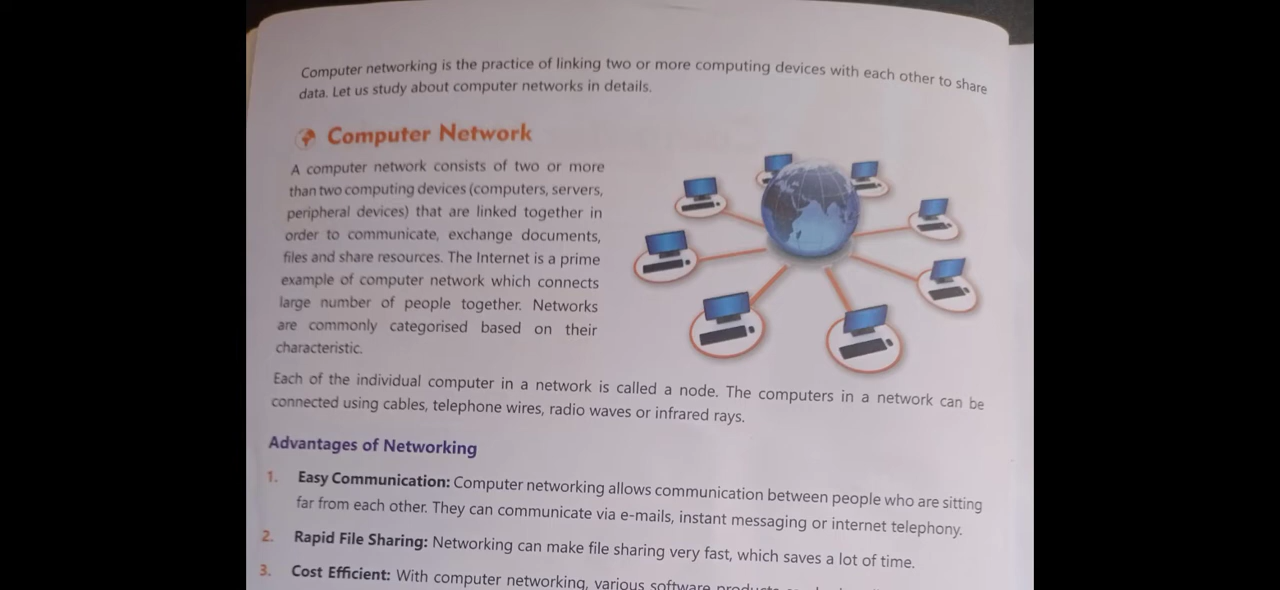 Computer networking is the practice of linking two or more computing devices with each other to share
data. Let us study about computer networks in details.
Computer Network
A computer network consists of two or more
than two computing devices (computers, servers,
peripheral devices) that are linked together in
order to communicate, exchange documents,
files and share resources. The Internet is a prime
example of computer network which connects
large number of people together. Networks
are commonly categorised based on their
characteristic.
Each of the individual computer in a network is called a node. The computers in a network can be
connected using cables, telephone wires, radio waves or infrared rays.
Advantages of Networking
1. Easy Communication: Computer networking allows communication between people who are sitting
far from each other. They can communicate via e-mails, instant messaging or internet telephony.
2. Rapid File Sharing: Networking can make file sharing very fast, which saves a lot of time.
3. Cost Efficient: With computer networking, various software products